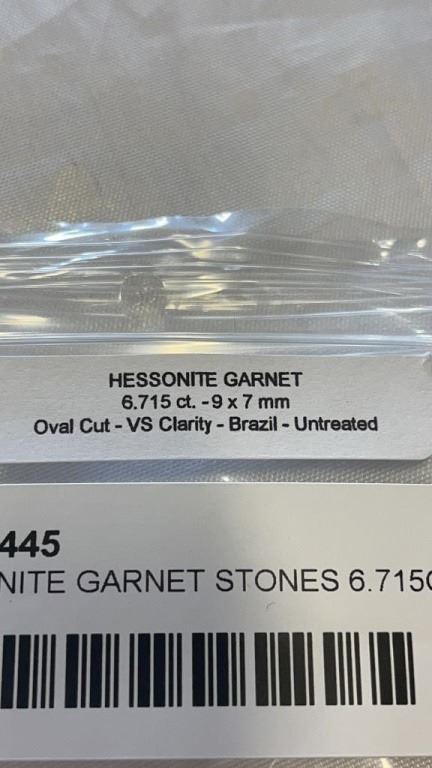 HESSONITE GARNET
6.715 ct. - 9 x 7 mm
Oval Cut - VS Clarity - Brazil - Untreated
445
NITE GARNET STONES 6.715